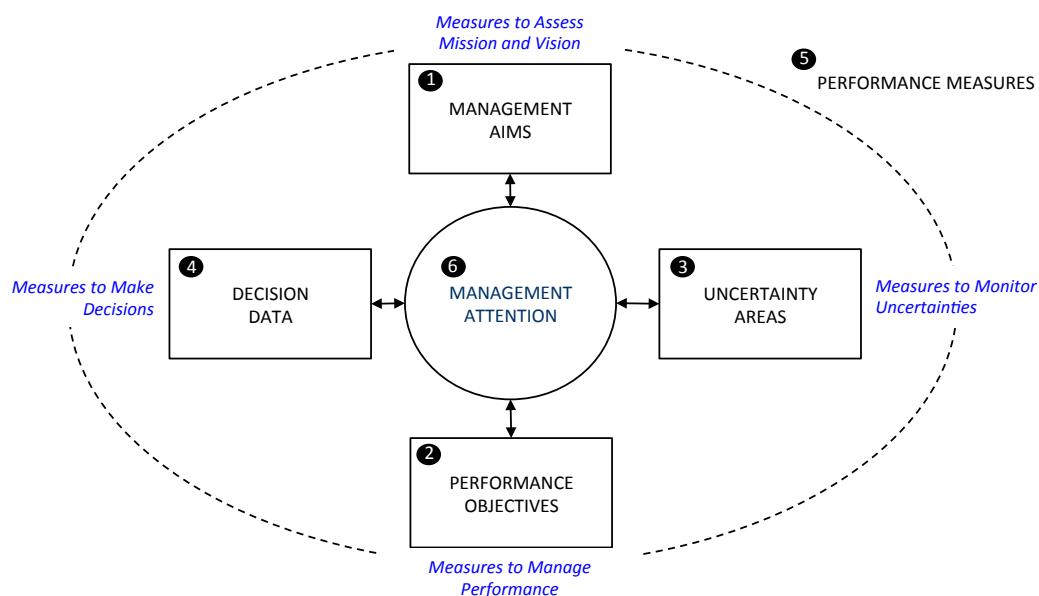 Measures to Assess
Mission and Vision
5
PERFORMANCE MEASURES
1
MANAGEMENT
AIMS
4
DECISION
DATA
6
MANAGEMENT
ATTENTION
3
UNCERTAINTY
AREAS
Measures to Make
Decisions
Measures to Monitor
Uncertainties
2
PERFORMANCE
OBJECTIVES
Measures to Manage
Performance